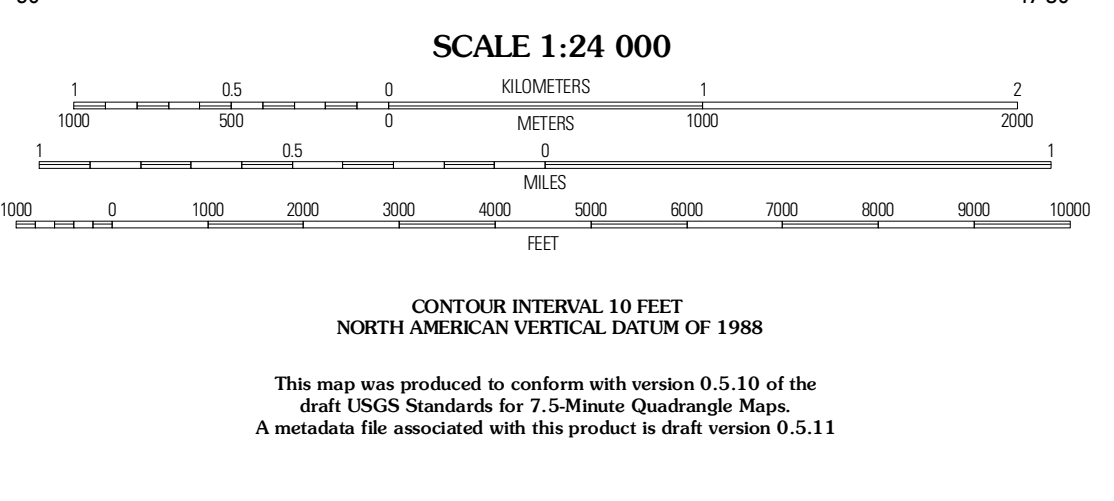 SCALE 1:24 000
1 0.5 0 KILOMETERS 1 2
1000 500 0 METERS 1000 2000
1 0.5 0 1
MILES
1000 0 1000 2000 3000 4000 5000 6000 7000 8000 9000 10000
FEET
CONTOUR INTERVAL 10 FEET
NORTH AMERICAN VERTICAL DATUM OF 1988
This map was produced to conform with version 0.5.10 of the
draft USGS Standards for 7.5-Minute Quadrangle Maps.
A metadata file associated with this product is draft version 0.5.11